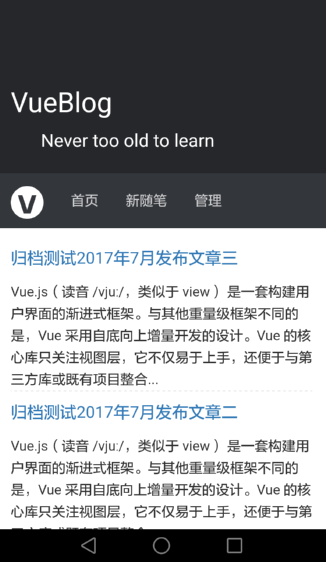 VueBlog
Never too old to learn
V 首页 新随笔 管理
归档测试2017年7月发布文章三
Vue.js（读音 /vjuː/，类似于 view）是一套构建用
户界面的渐进式框架。与其他重量级框架不同的
是，Vue 采用自底向上增量开发的设计。Vue 的核
心库只关注视图层，它不仅易于上手，还便于与第
三方库或既有项目整合...
归档测试2017年7月发布文章二
Vue.js（读音 /vjuː/，类似于 view）是一套构建用
户界面的渐进式框架。与其他重量级框架不同的
是，Vue 采用自底向上增量开发的设计。Vue 的核
心库只关注视图层，它不仅易于上手，还便于与第